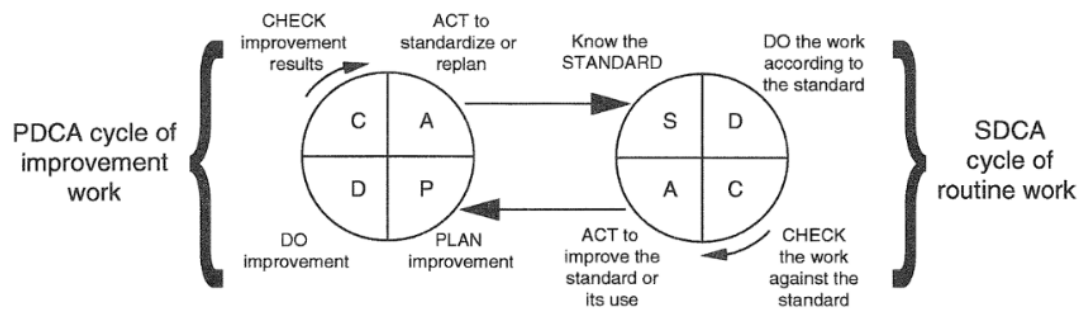 PDCA cycle of
improvement
work
CHECK
improvement
results
ACT to
standardize or
replan
C
A
D
P
DO
improvement
PLAN
improvement
Know the
STANDARD
DO the work
according to
the standard
S
D
A
C
ACT to
improve the
standard or
its use
CHECK
the work
against the
standard
SDCA
cycle of
routine work